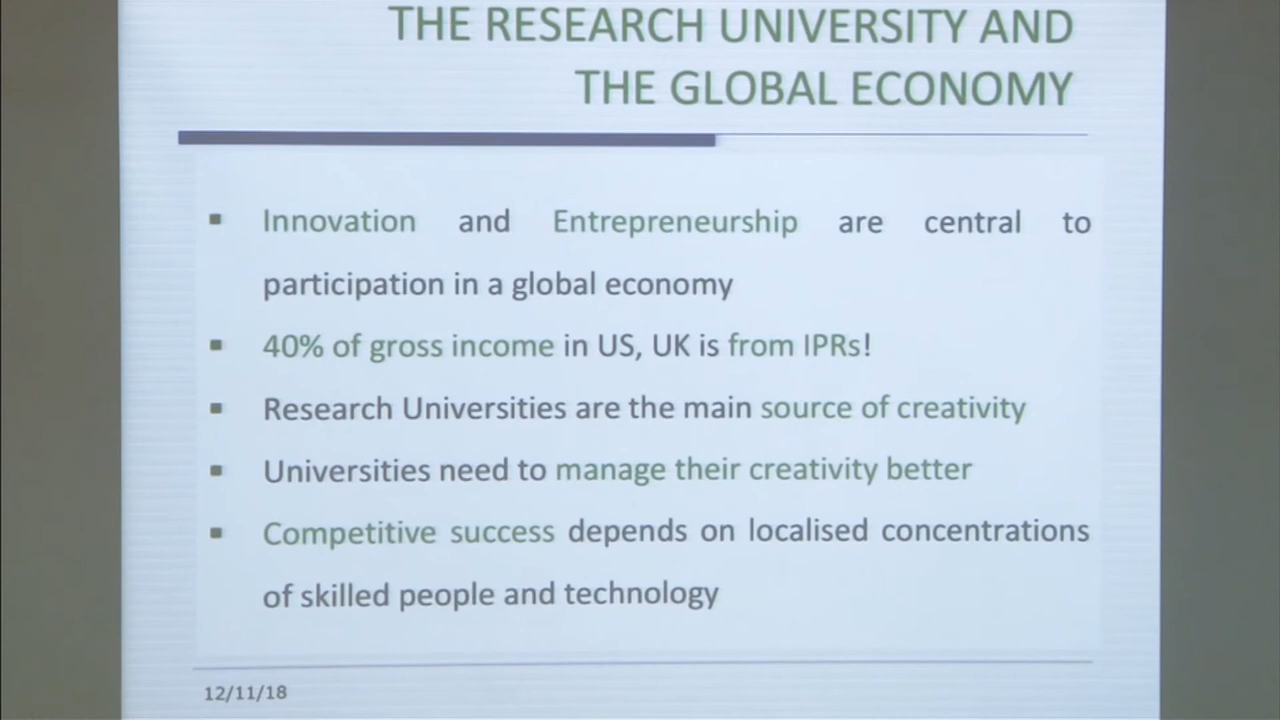 THE RESEARCH UNIVERSITY AND
THE GLOBAL ECONOMY
▪ Innovation and Entrepreneurship are central to
participation in a global economy
▪ 40% of gross income in US, UK is from IPRs!
▪ Research Universities are the main source of creativity
▪ Universities need to manage their creativity better
▪ Competitive success depends on localised concentrations
of skilled people and technology
12/11/18